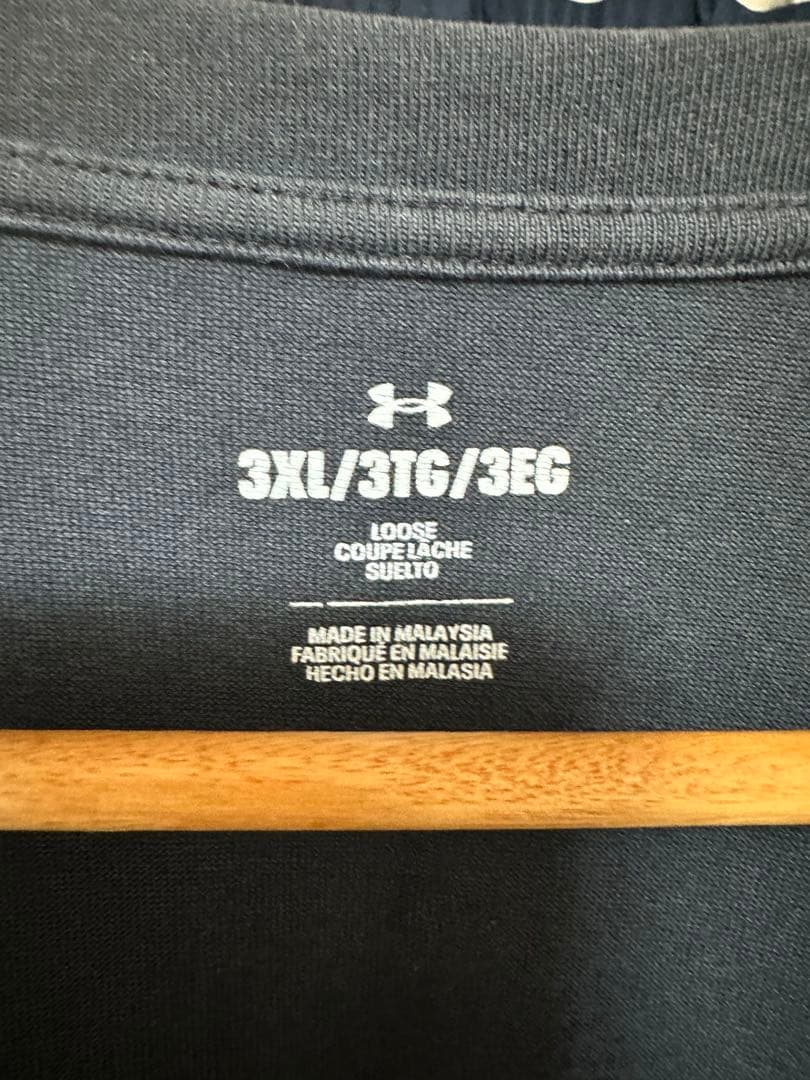 3XL/3TG/3EG
LOOSE
COUPE LÂCHE
SUELTO
MADE IN MALAYSIA
FABRIQUÉ EN MALAISIE
HECHO EN MALASIA